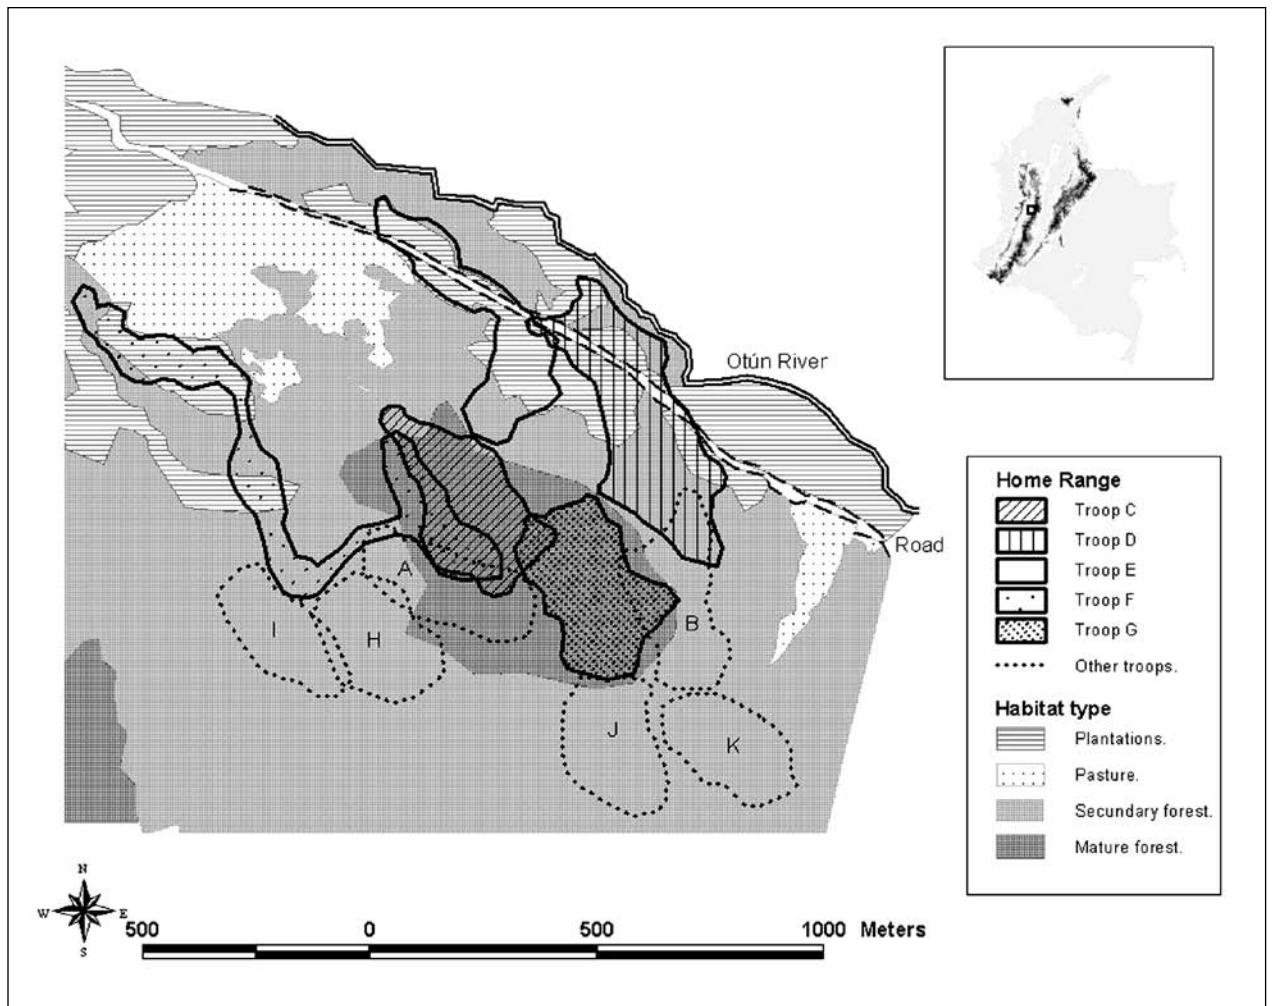 Otún River
Road
A
B
I
H
J
K
Home Range
Troop C
Troop D
Troop E
Troop F
Troop G
Other troops.
Habitat type
Plantations.
Pasture.
Secundary forest.
Mature forest.
N
W E
S
500 0 500 1000 Meters